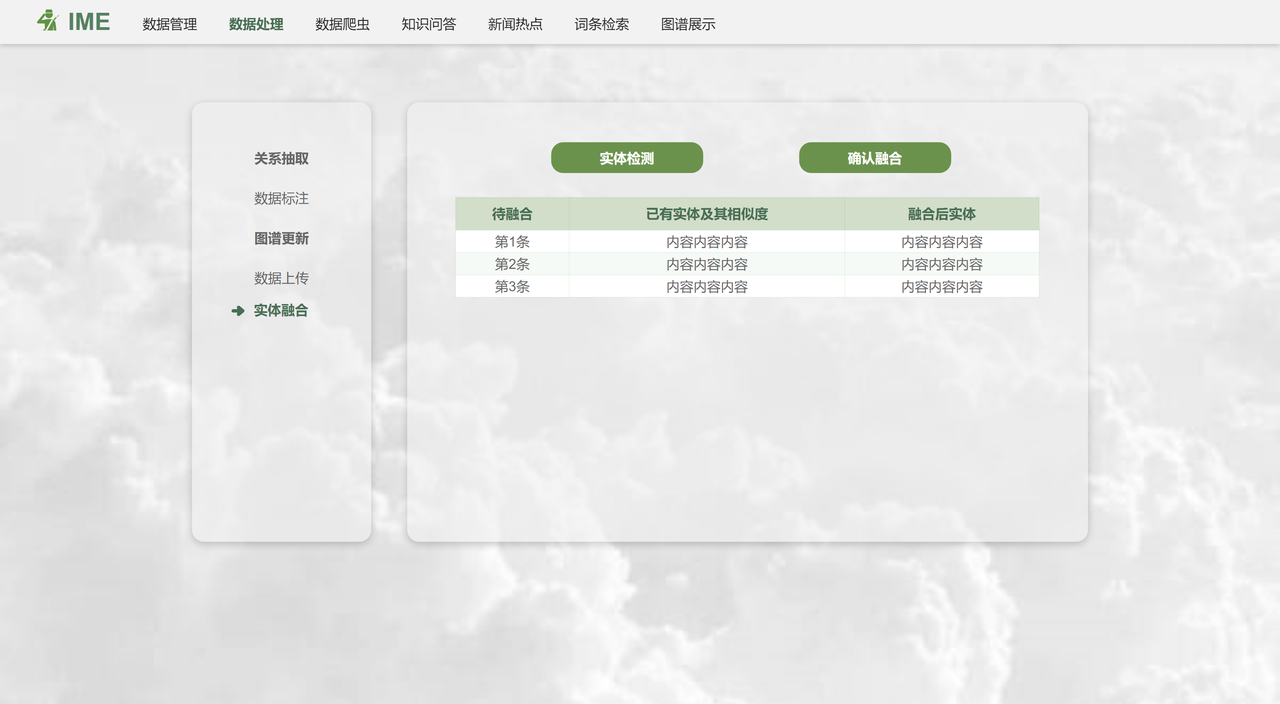 IME 数据管理 数据处理 数据爬虫 知识问答 新闻热点 词条检索 图谱展示
关系抽取
数据标注
图谱更新
数据上传
实体融合
实体检测 确认融合
待融合 已有实体及其相似度 融合后实体
第1条 内容内容内容 内容内容内容
第2条 内容内容内容 内容内容内容
第3条 内容内容内容 内容内容内容